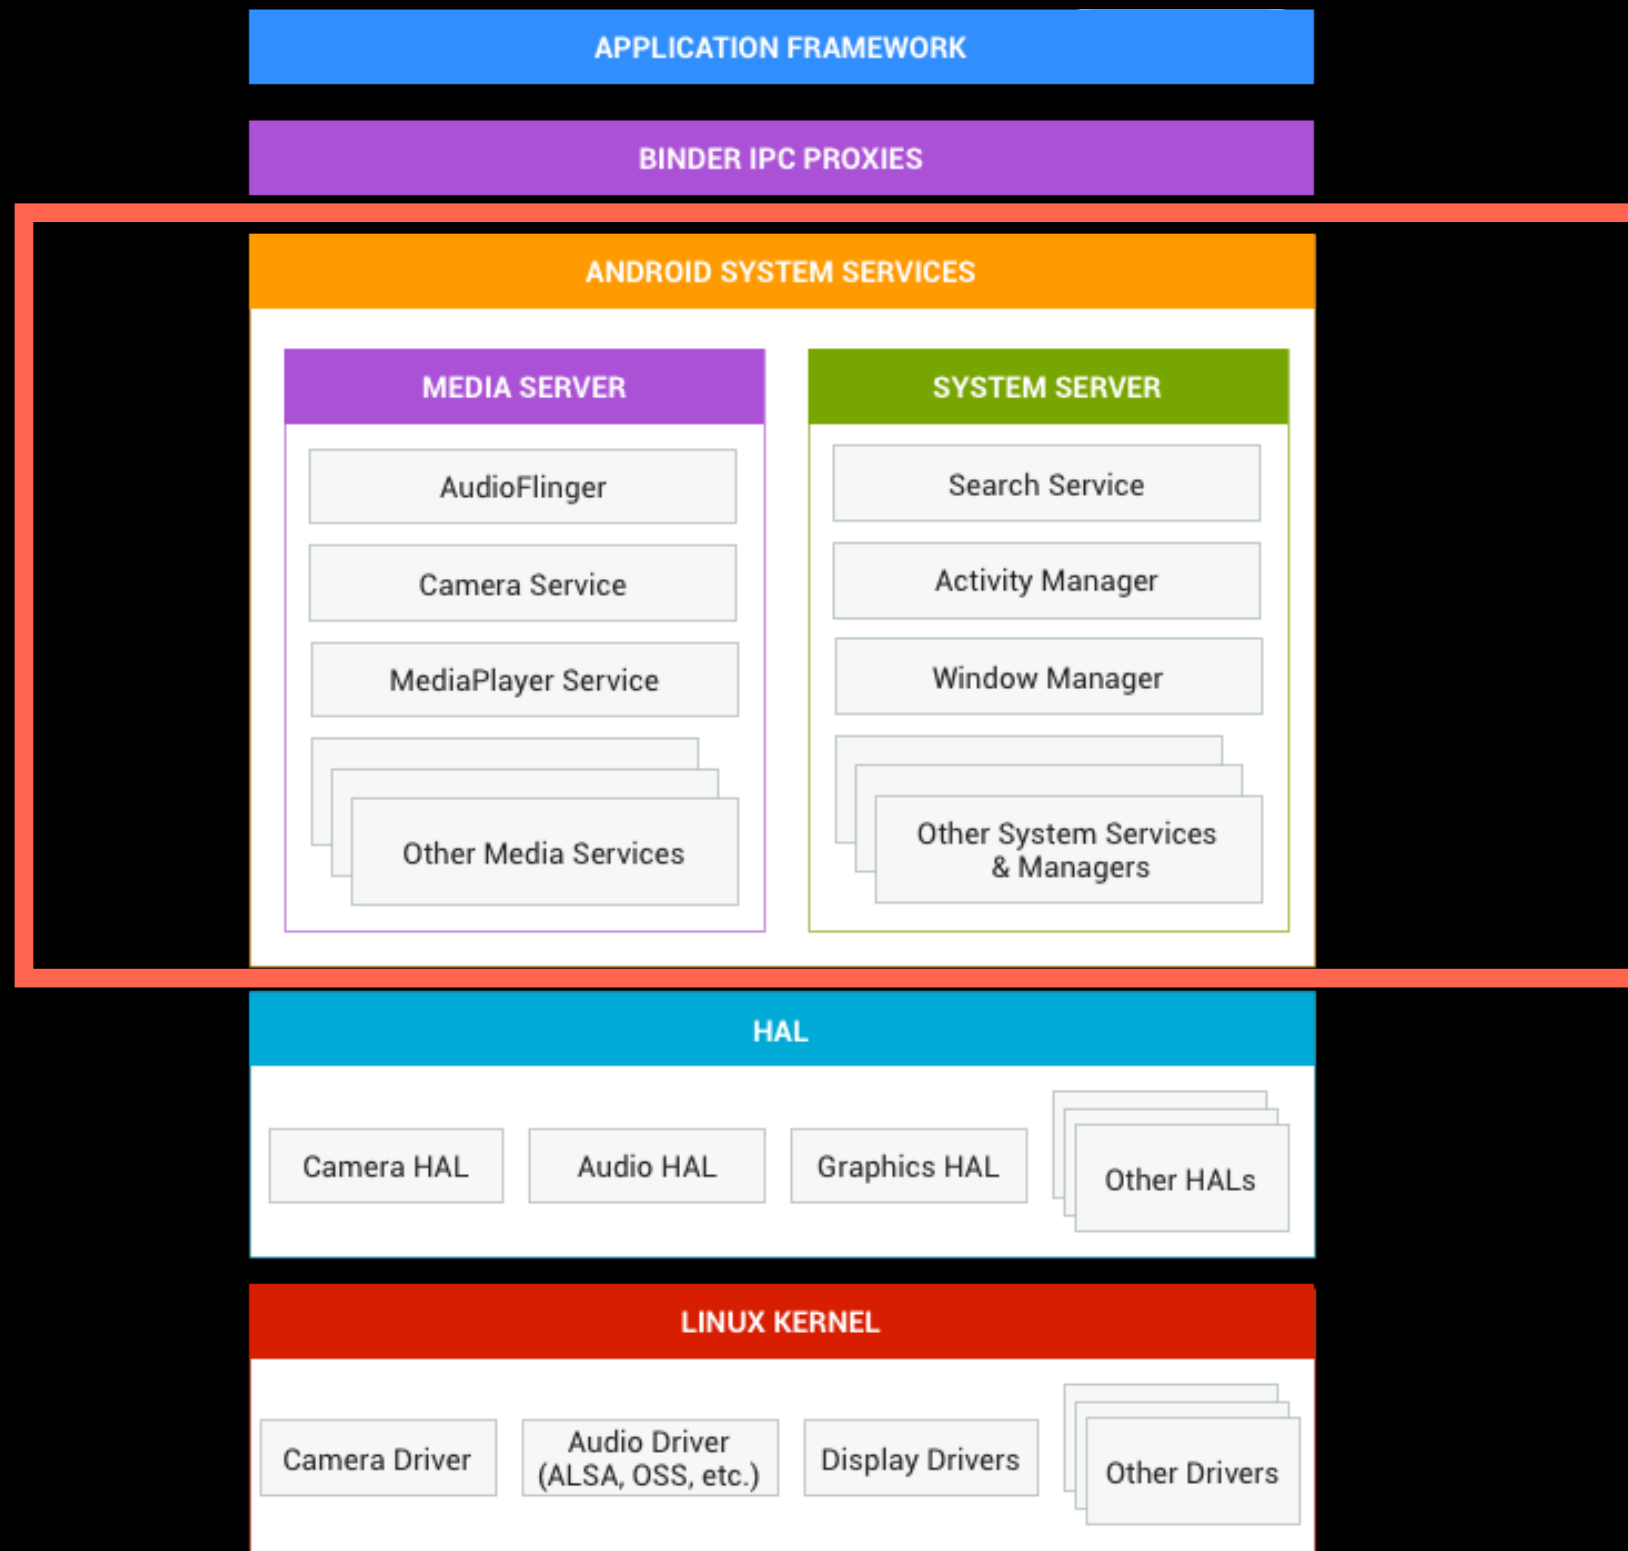 APPLICATION FRAMEWORK
BINDER IPC PROXIES
ANDROID SYSTEM SERVICES
MEDIA SERVER
AudioFlinger
Camera Service
MediaPlayer Service
Other Media Services
SYSTEM SERVER
Search Service
Activity Manager
Window Manager
Other System Services
& Managers
HAL
Camera HAL
Audio HAL
Graphics HAL
Other HALs
LINUX KERNEL
Camera Driver
Audio Driver
(ALSA, OSS, etc.)
Display Drivers
Other Drivers